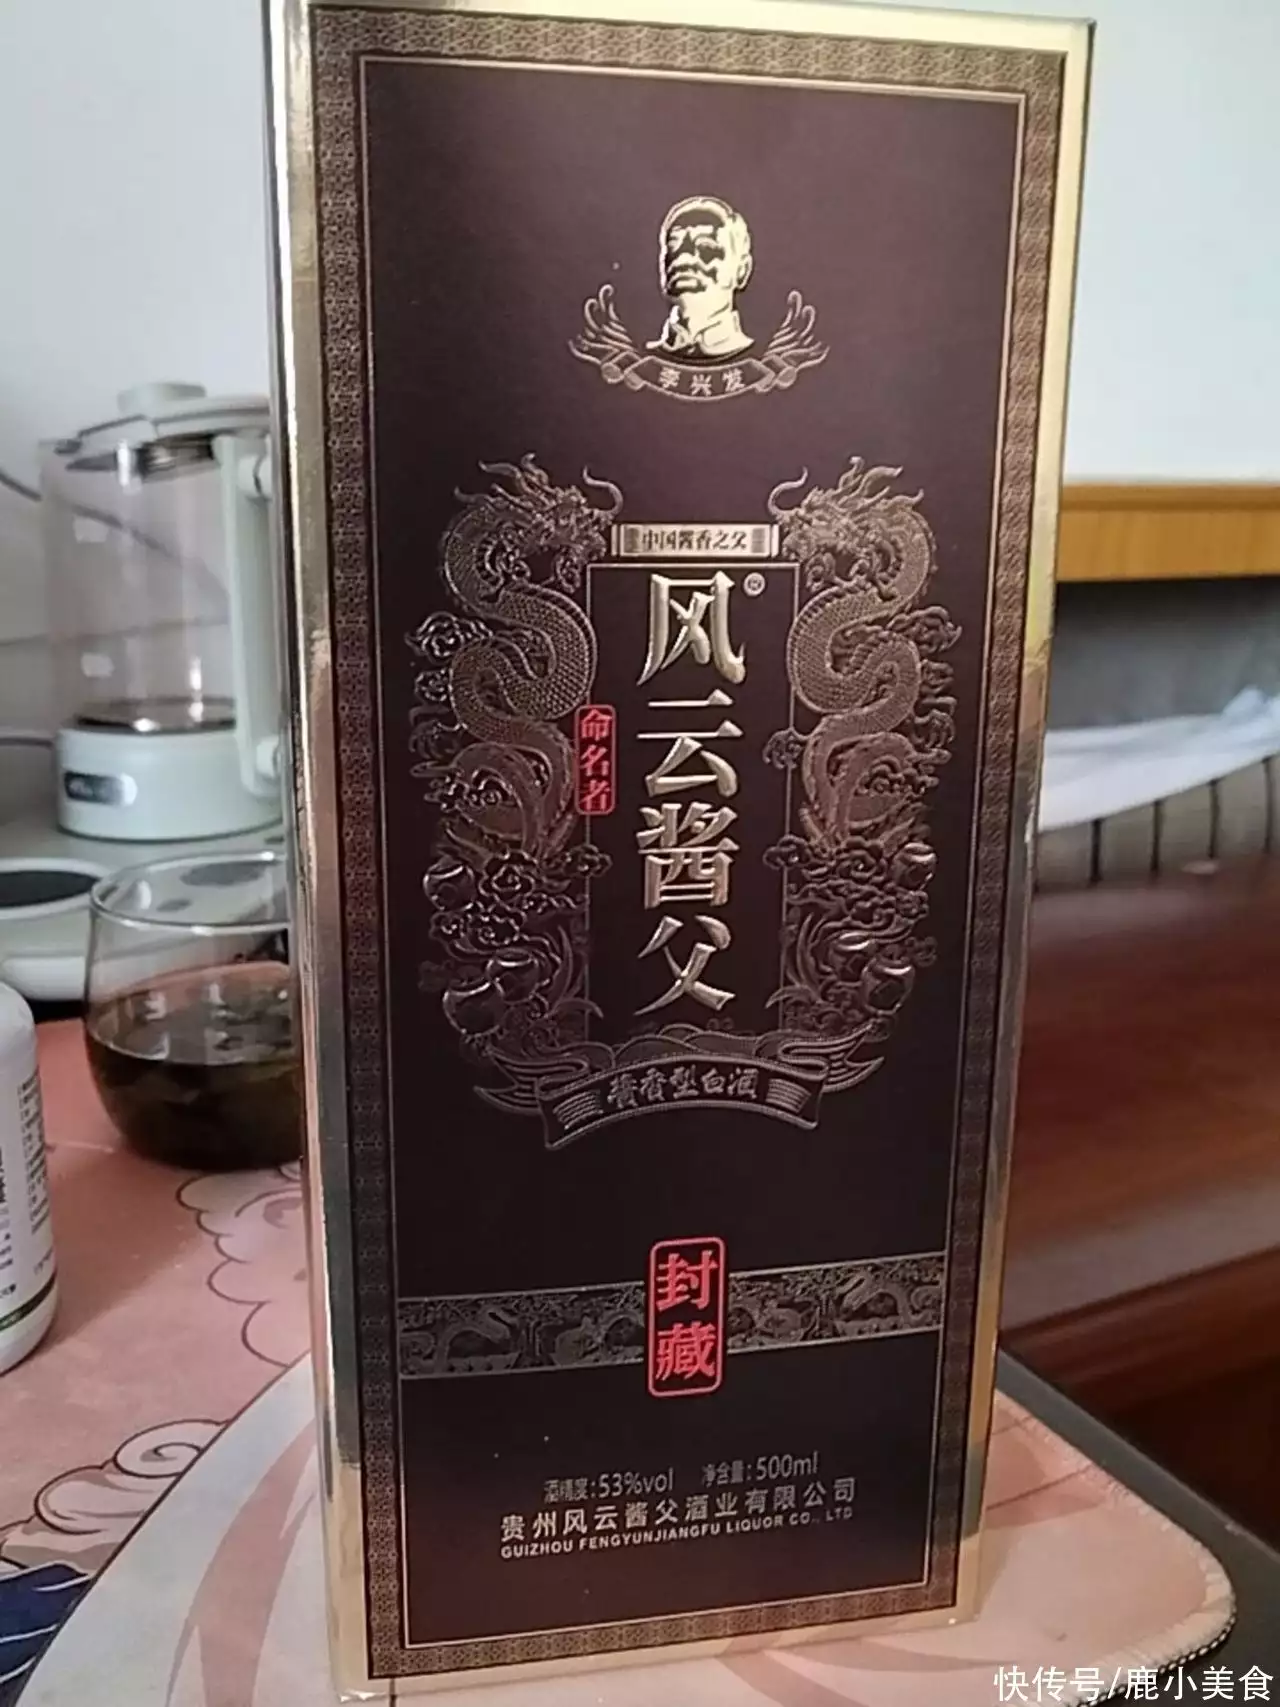 李兴发
中国酱香之父
风云酱父®
命名者
酱香型白酒
封藏
酒精度:53%vol 净含量:500ml
贵州风云酱父酒业有限公司
GUIZHOU FENGYUNJIANGFU LIQUOR CO., LTD
快传号/鹿小美食